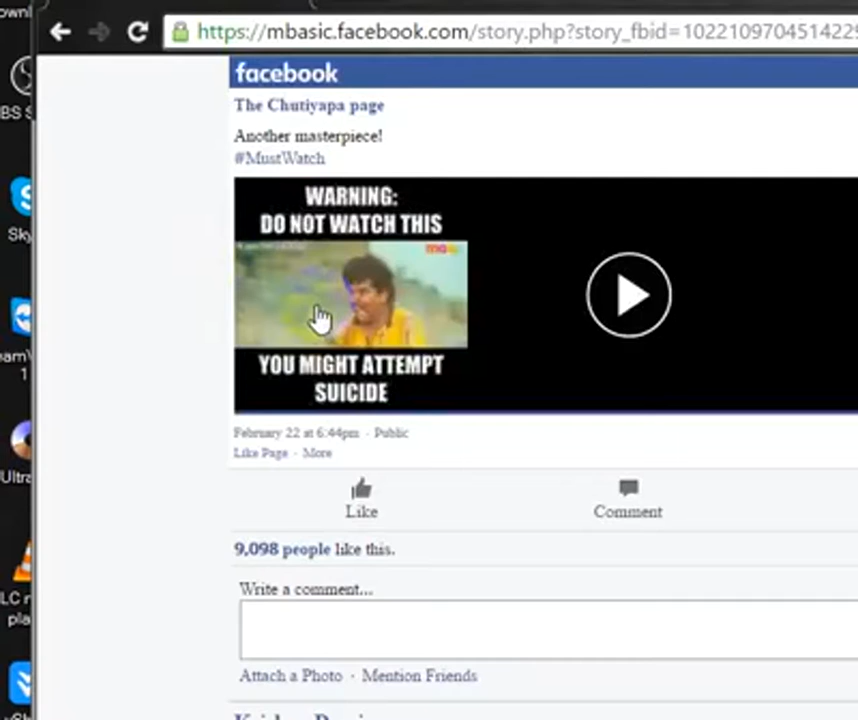 https://mbasic.facebook.com/story.php?story_fbid=1022109704514229
facebook
The Chutiyapa page
Another masterpiece!
#MustWatch
WARNING:
DO NOT WATCH THIS
YOU MIGHT ATTEMPT
SUICIDE
February 22 at 6:44pm · Public
Like Page · More
Like
Comment
9,098 people like this.
Write a comment...
Attach a Photo · Mention Friends